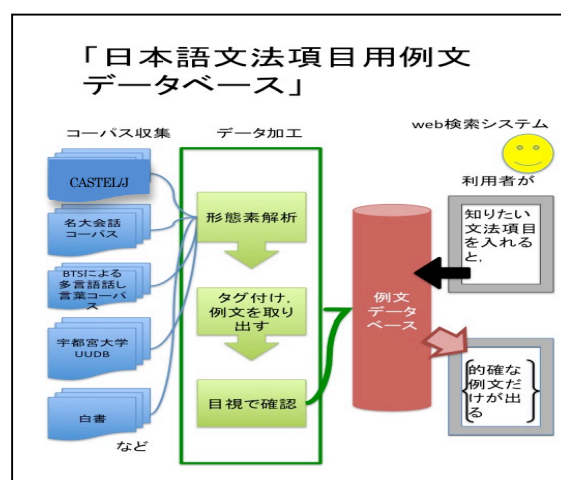 「日本語文法項目用例文
データベース」
コーパス収集
データ加工
web検索システム
CASTEL/J
名大会話
コーパス
BTSによる
多言語話し
言葉コーパ
ス
宇都宮大学
UUDB
白書
など
形態素解析
タグ付け,
例文を取り
出す
目視で確認
例文
データ
ベース
利用者が
知りたい
文法項目
を入れる
と,
的確な
例文だ
けが出
る